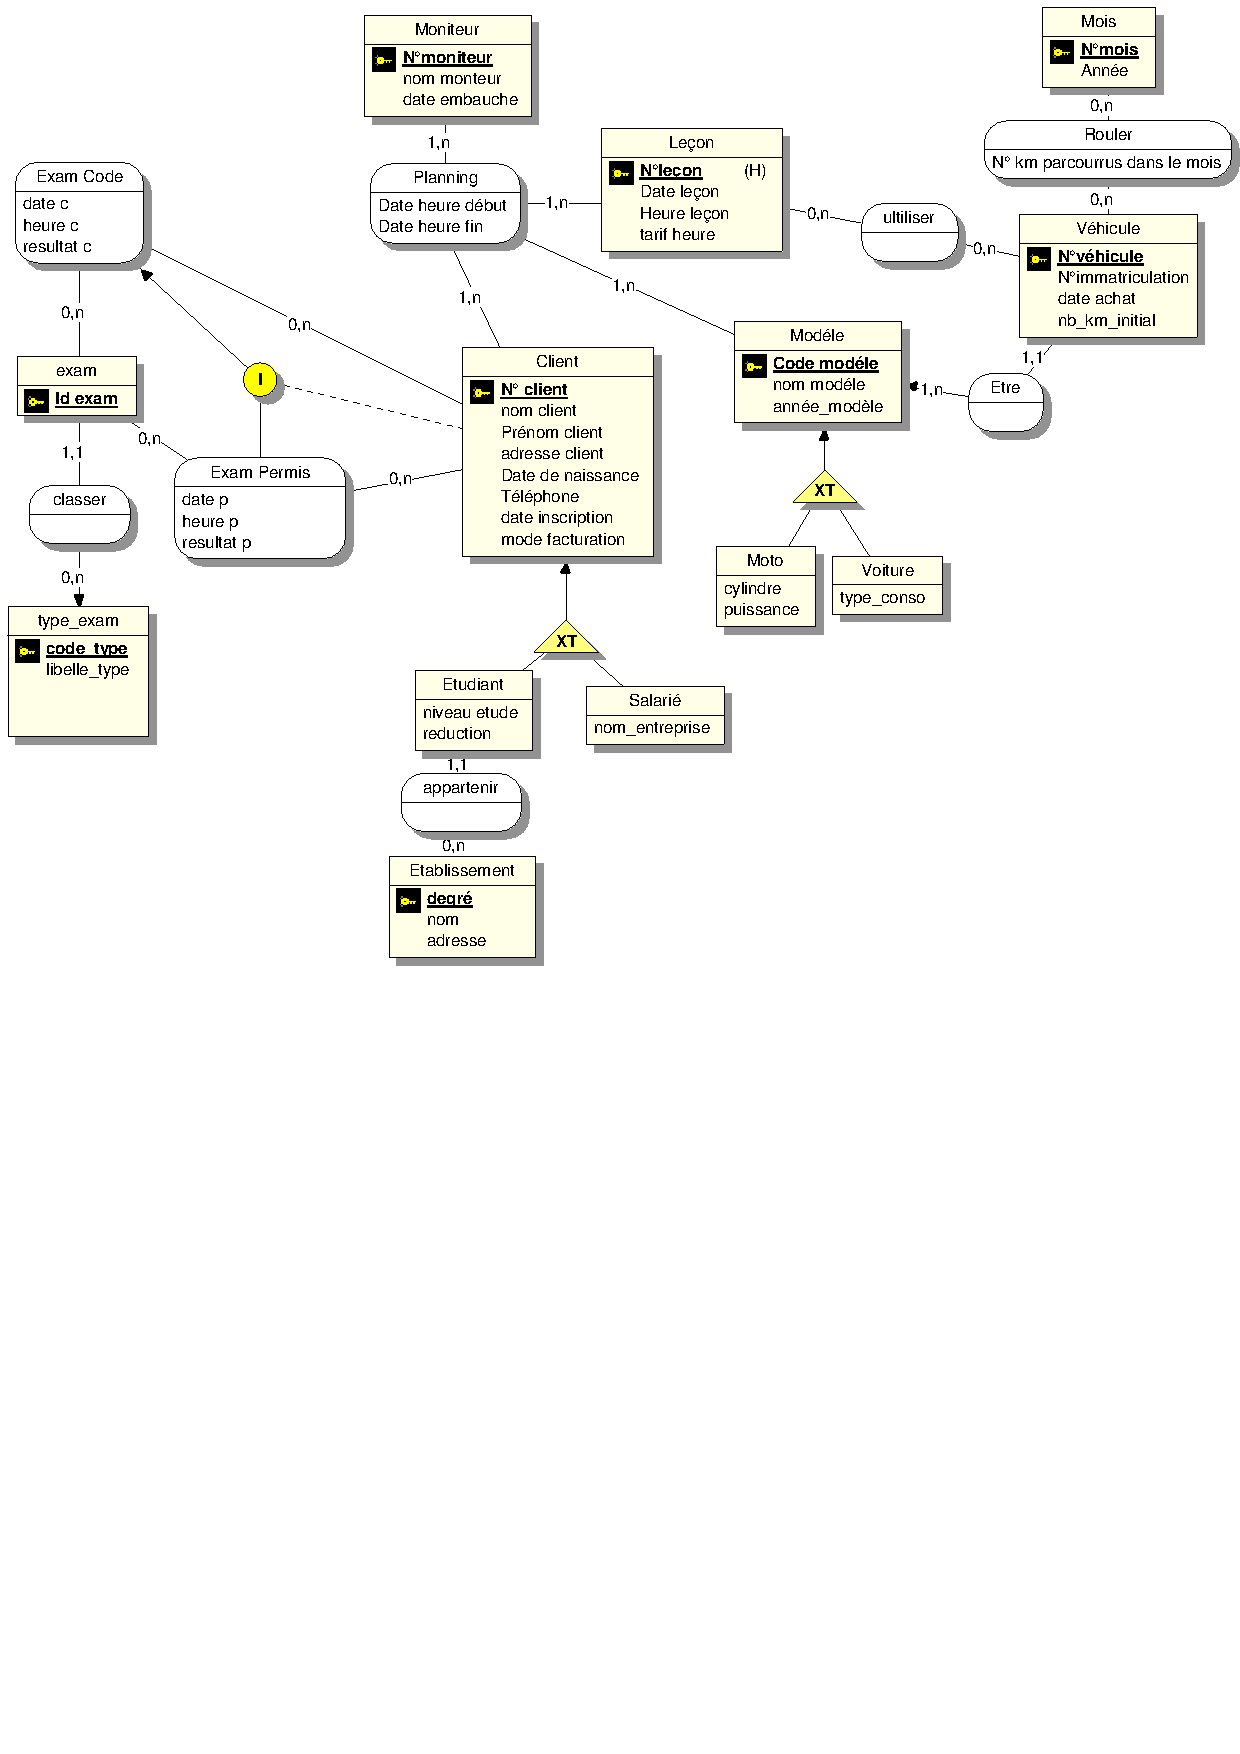 Moniteur
N°moniteur
nom monteur
date embauche
Mois
N°mois
Année
0,n
Rouler
N° km parcourrus dans le mois
0,n
1,n
Leçon
N°leçon (H)
Date leçon
Heure leçon
tarif heure
Exam Code
date c
heure c
resultat c
Planning
Date heure début
Date heure fin
1,n
0,n
ultiliser
0,n
Véhicule
N°véhicule
N°immatriculation
date achat
nb_km_initial
1,n
1,n
0,n
0,n
Modéle
Code modéle
nom modéle
année_modèle
1,1
1,n
Etre
exam
Id exam
I
Client
N° client
nom client
Prénom client
adresse client
Date de naissance
Téléphone
date inscription
mode facturation
0,n
1,1
Exam Permis
date p
heure p
resultat p
0,n
classer
XT
0,n
Moto
cylindre
puissance
Voiture
type_conso
type_exam
code_type
libelle_type
XT
Etudiant
niveau etude
reduction
Salarié
nom_entreprise
1,1
appartenir
0,n
Etablissement
degré
nom
adresse